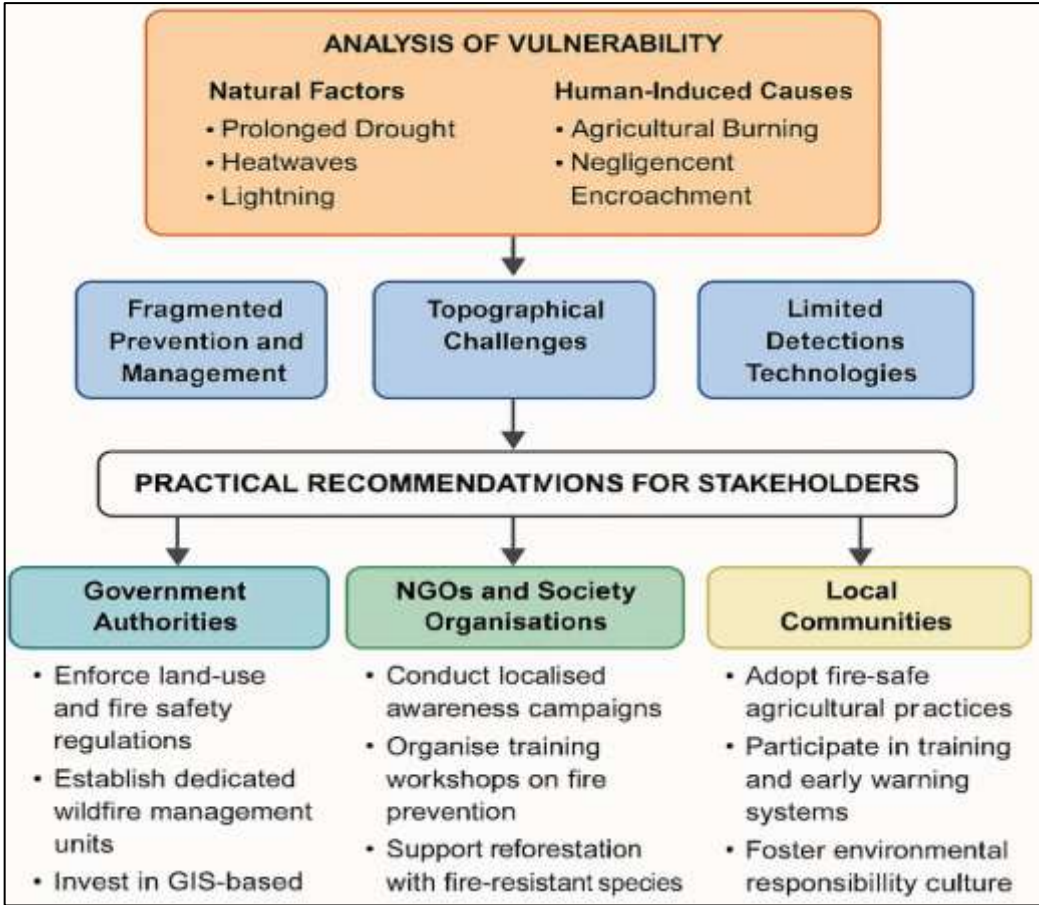 ANALYSIS OF VULNERABILITY
Natural Factors
• Prolonged Drought
• Heatwaves
• Lightning
Human-Induced Causes
• Agricultural Burning
• Negligencent
Encroachment
Fragmented
Prevention and
Management
Topographical
Challenges
Limited
Detections
Technologies
PRACTICAL RECOMMENDATIVIONS FOR STAKEHOLDERS
Government
Authorities
• Enforce land-use
and fire safety
regulations
• Establish dedicated
wildfire management
units
• Invest in GIS-based
NGOs and Society
Organisations
• Conduct localised
awareness campaigns
• Organise training
workshops on fire
prevention
• Support reforestation
with fire-resistant species
Local
Communities
• Adopt fire-safe
agricultural practices
• Participate in training
and early warning
systems
• Foster environmental
responsibillity culture